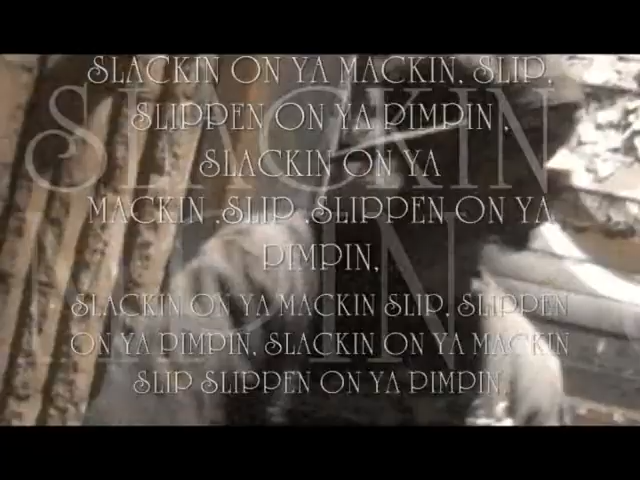 SLACKIN ON YA MACKIN, SLIP,
SLIPPEN ON YA PIMPIN ,
SLACKIN ON YA
MACKIN ,SLIP ,SLIPPEN ON YA
PIMPIN,
SLACKIN ON YA MACKIN SLIP, SLIPPEN
ON YA PIMPIN, SLACKIN ON YA MACKIN
SLIP SLIPPEN ON YA PIMPIN,
SLACKIN